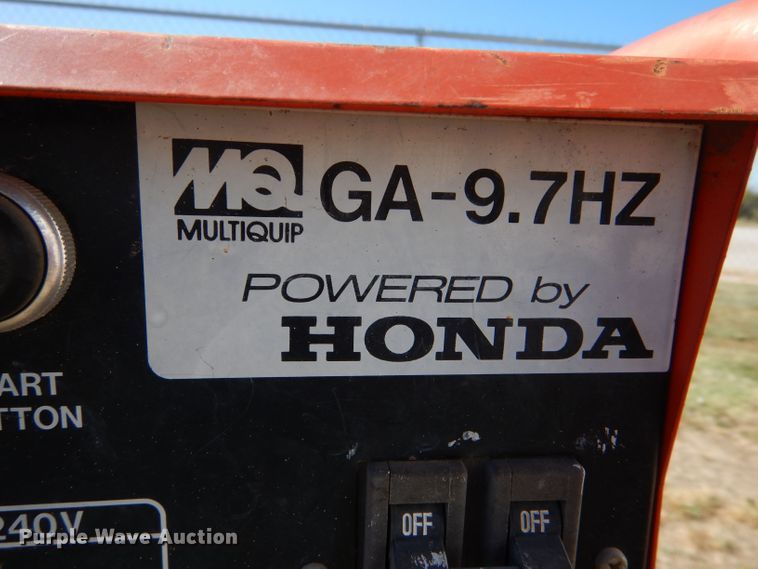 MQ GA-9.7HZ
MULTIQUIP
POWERED by
HONDA
ART
TTON
OFF OFF
240V
Purple Wave Auction